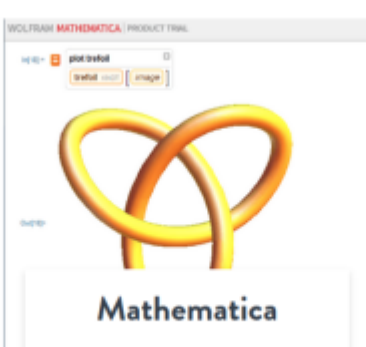 WOLFRAM MATHEMATICA | PRODUCT TRIAL
plot trefoil
trefoil image
Mathematica